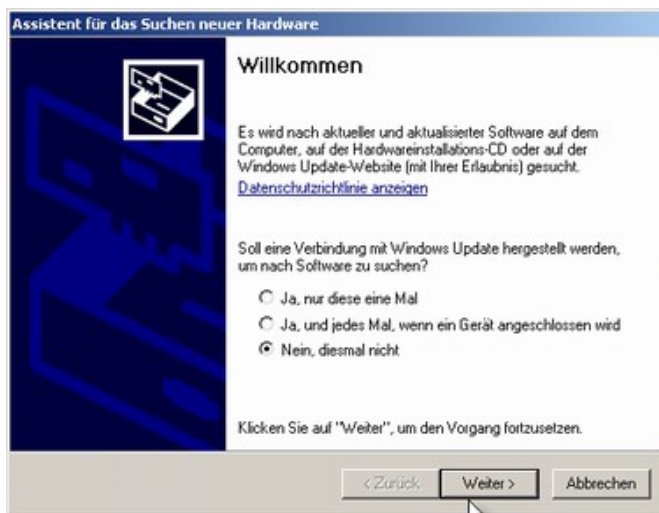 Assistent für das Suchen neuer Hardware
Willkommen
Es wird nach aktueller und aktualisierter Software auf dem
Computer, auf der Hardwareinstallations-CD oder auf der
Windows Update-Website (mit Ihrer Erlaubnis) gesucht.
Datenschutzrichtlinie anzeigen
Soll eine Verbindung mit Windows Update hergestellt werden,
um nach Software zu suchen?
Ja, nur diese eine Mal
Ja, und jedes Mal, wenn ein Gerät angeschlossen wird
Nein, diesmal nicht
Klicken Sie auf "Weiter", um den Vorgang fortzusetzen.
< Zurück Weiter > Abbrechen